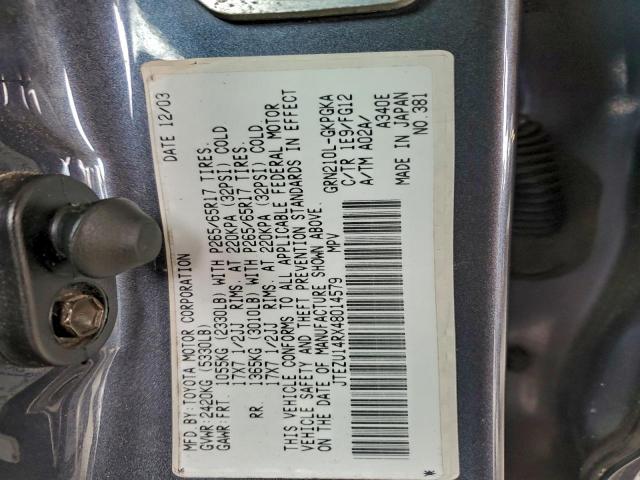 MFD BY: TOYOTA MOTOR CORPORATION DATE 12/03
GVWR: 2420KG (5330LB)
GAWR: FRT. 1055KG (2330LB) WITH P265/65R17 TIRES.
17X7 1/2JJ RIMS. AT 220KPA (32PSI) COLD
RR. 1365KG (3010LB) WITH P265/65R17 TIRES.
17X7 1/2JJ RIMS. AT 220KPA (32PSI) COLD
THIS VEHICLE CONFORMS TO ALL APPLICABLE FEDERAL MOTOR
VEHICLE SAFETY AND THEFT PREVENTION STANDARDS IN EFFECT
ON THE DATE OF MANUFACTURE SHOWN ABOVE.
JTEZU14RX48014579 MPV
GRN210L-GKPGKA
C/TR 1E9/FG12
A/TM A02A/ A340E
MADE IN JAPAN
NO.381